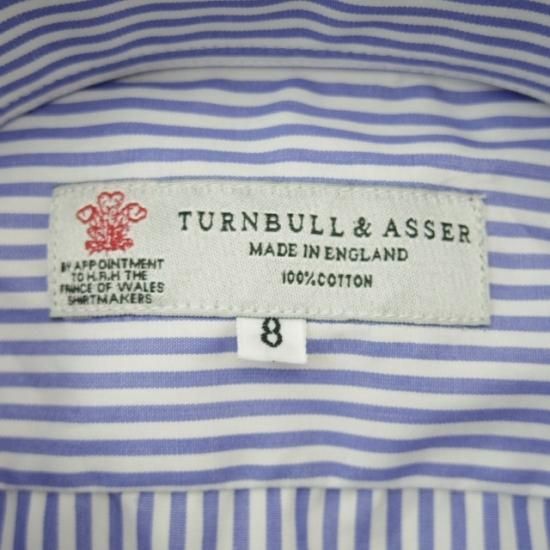 TURNBULL & ASSER
MADE IN ENGLAND
100% COTTON
BY APPOINTMENT
TO H.R.H THE
PRINCE OF WALES
SHIRTMAKERS
8